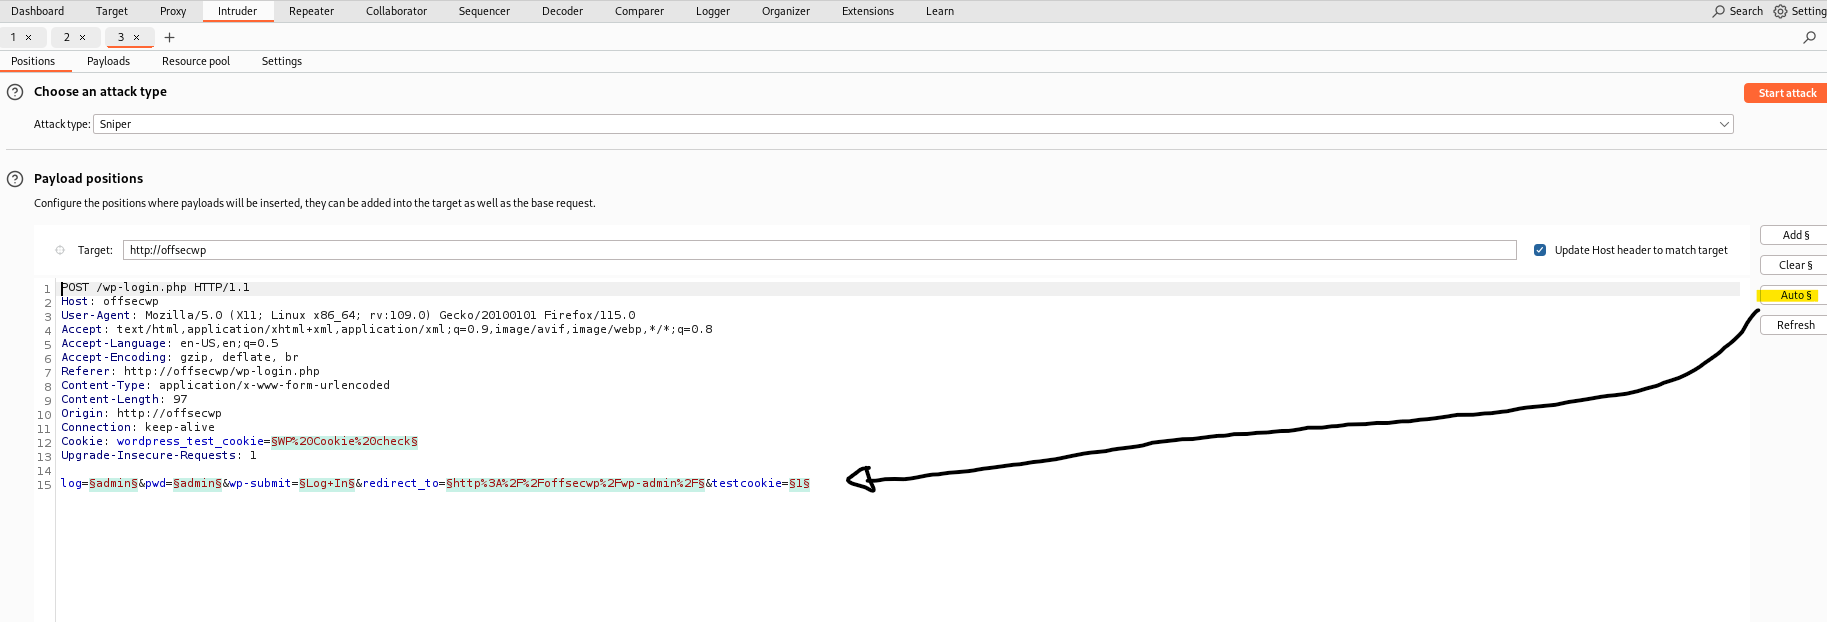 Dashboard Target Proxy Intruder Repeater Collaborator Sequencer Decoder Comparer Logger Organizer Extensions Learn Search Setting
1 × 2 × 3 × +
Positions Payloads Resource pool Settings
? Choose an attack type
Start attack
Attack type: Sniper
? Payload positions
Configure the positions where payloads will be inserted, they can be added into the target as well as the base request.
Add §
Target: http://offsecwp Update Host header to match target
Clear §
Auto §
Refresh
1 POST /wp-login.php HTTP/1.1
2 Host: offsecwp
3 User-Agent: Mozilla/5.0 (X11; Linux x86_64; rv:109.0) Gecko/20100101 Firefox/115.0
4 Accept: text/html,application/xhtml+xml,application/xml;q=0.9,image/avif,image/webp,*/*;q=0.8
5 Accept-Language: en-US,en;q=0.5
6 Accept-Encoding: gzip, deflate, br
7 Referer: http://offsecwp/wp-login.php
8 Content-Type: application/x-www-form-urlencoded
9 Content-Length: 97
10 Origin: http://offsecwp
11 Connection: keep-alive
12 Cookie: wordpress_test_cookie=§WP%20Cookie%20check§
13 Upgrade-Insecure-Requests: 1
14
15 log=§admin§&pwd=§admin§&wp-submit=§Log+In§&redirect_to=§http%3A%2F%2Foffsecwp%2Fwp-admin%2F§&testcookie=§1§